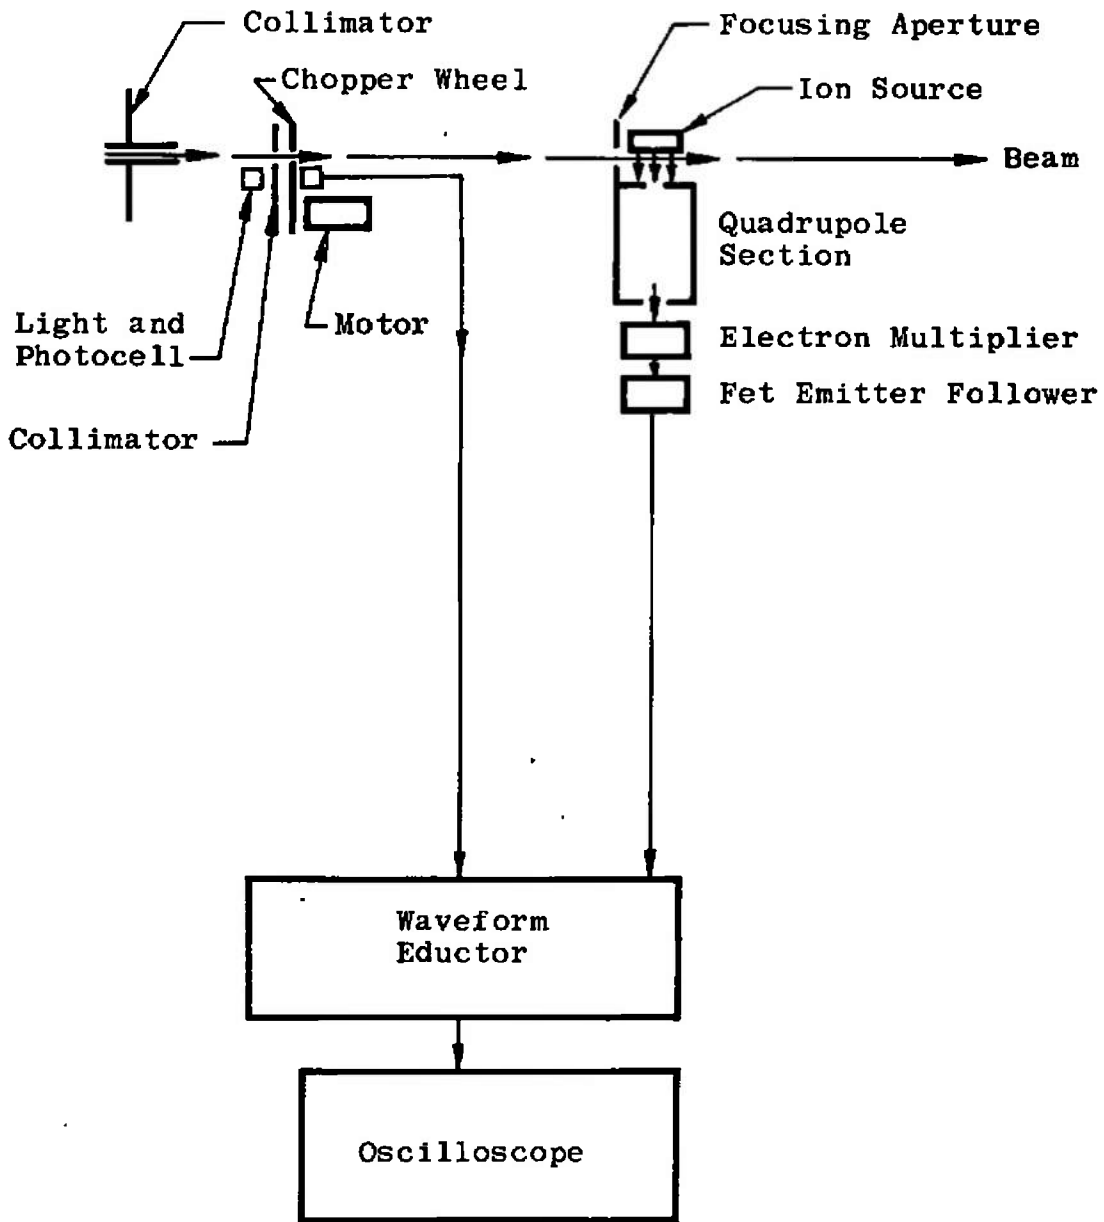 Collimator
Focusing Aperture
Chopper Wheel
Ion Source
Beam
Quadrupole
Section
Light and
Photocell
Motor
Electron Multiplier
Fet Emitter Follower
Collimator
Waveform
Eductor
Oscilloscope